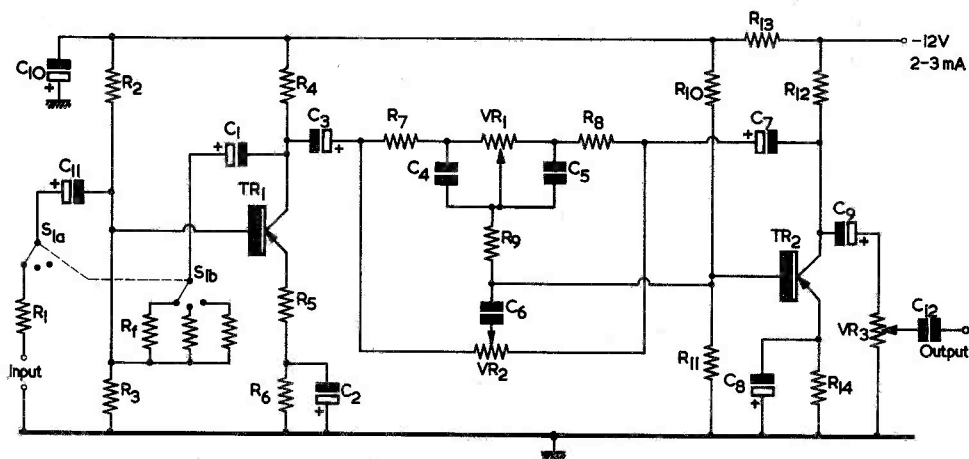 R13
-12V
2-3mA
C10
+
R2
R4
R10
R12
C3
+
R7
VR1
R8
C7
+
C1
+
C11
+
C4
C5
TR1
C9
+
S1a
R9
TR2
S1b
R5
C6
C12
R1
Rf
VR3
Output
VR2
R11
Input
R3
R6
C2
+
C8
+
R14